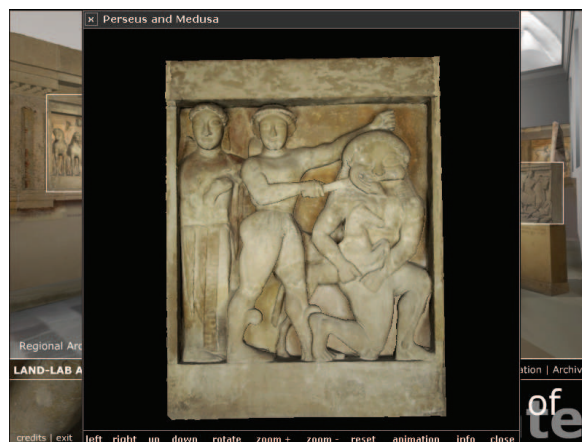 × Perseus and Medusa
Regional Arc
LAND-LAB A
ation | Archiv
of
te
credits | exit
left right up down rotate zoom + zoom - reset animation info close